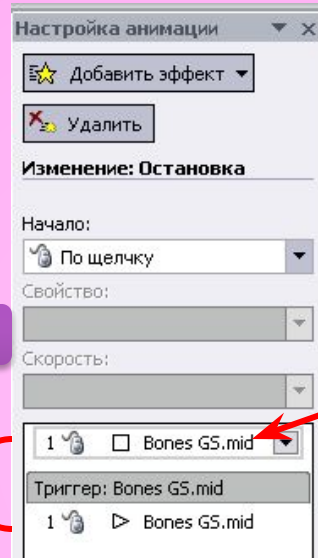 Настройка анимации
Добавить эффект
Удалить
Изменение: Остановка
Начало:
По щелчку
Свойство:
Скорость:
1 Bones GS.mid
Триггер: Bones GS.mid
1 Bones GS.mid